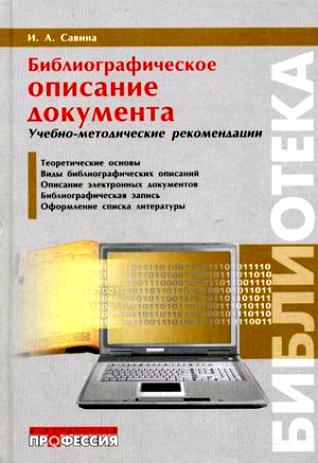 И. А. Савина
Библиографическое
описание
документа
Учебно-методические рекомендации
Теоретические основы
Виды библиографических описаний
Описание электронных документов
Библиографическая запись
Оформление списка литературы
БИБЛИОТЕКА
ПРОФЕССИЯ